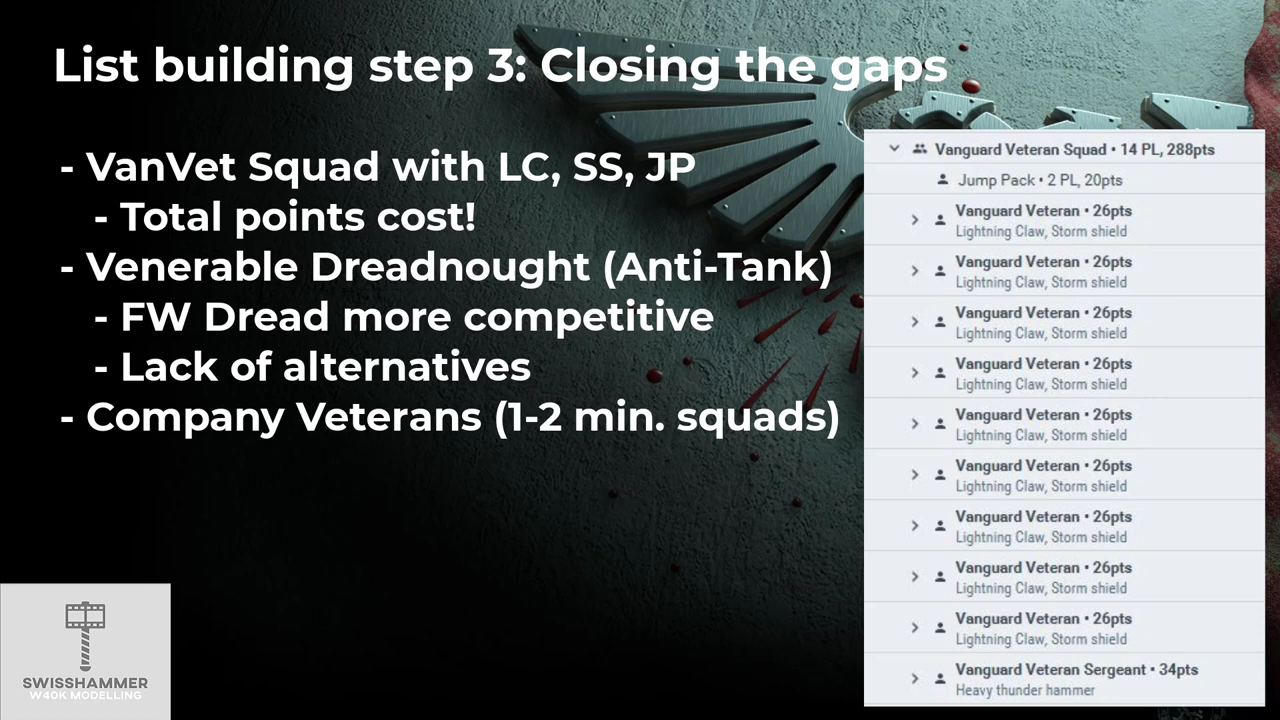 List building step 3: Closing the gaps
- VanVet Squad with LC, SS, JP
- Total points cost!
- Venerable Dreadnought (Anti-Tank)
- FW Dread more competitive
- Lack of alternatives
- Company Veterans (1-2 min. squads)
Vanguard Veteran Squad • 14 PL, 288pts
Jump Pack • 2 PL, 20pts
Vanguard Veteran • 26pts
Lightning Claw, Storm shield
Vanguard Veteran • 26pts
Lightning Claw, Storm shield
Vanguard Veteran • 26pts
Lightning Claw, Storm shield
Vanguard Veteran • 26pts
Lightning Claw, Storm shield
Vanguard Veteran • 26pts
Lightning Claw, Storm shield
Vanguard Veteran • 26pts
Lightning Claw, Storm shield
Vanguard Veteran • 26pts
Lightning Claw, Storm shield
Vanguard Veteran • 26pts
Lightning Claw, Storm shield
Vanguard Veteran • 26pts
Lightning Claw, Storm shield
Vanguard Veteran Sergeant • 34pts
Heavy thunder hammer
SWISSHAMMER
W40K MODELLING